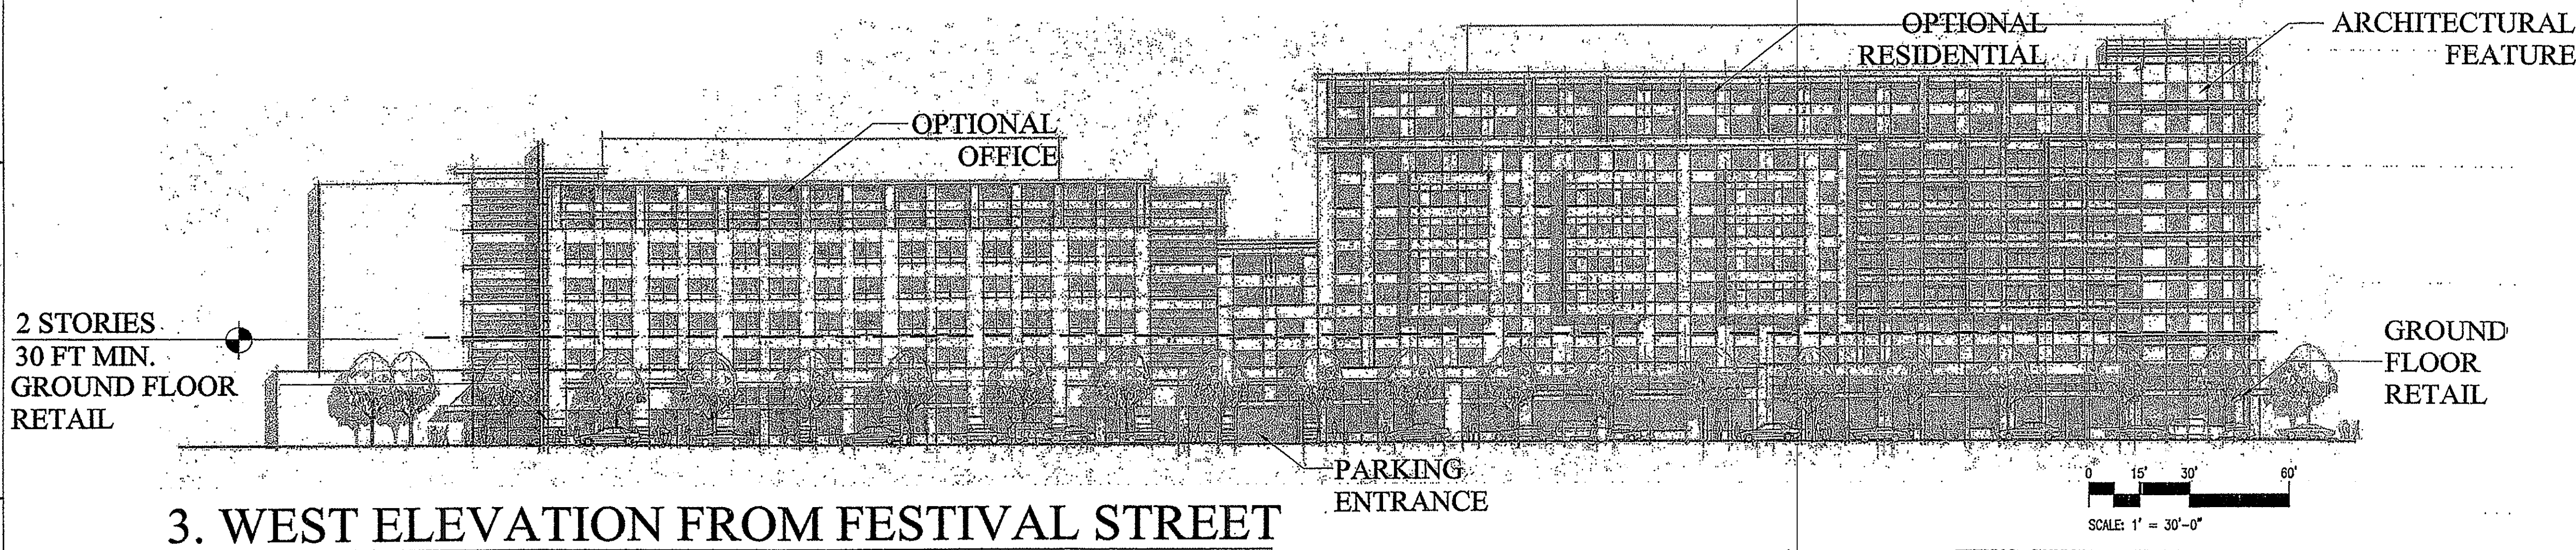 OPTIONAL
RESIDENTIAL
ARCHITECTURAL
FEATURE
OPTIONAL
OFFICE
2 STORIES
30 FT MIN.
GROUND FLOOR
RETAIL
GROUND
FLOOR
RETAIL
PARKING
ENTRANCE
0 15' 30' 60'
SCALE: 1' = 30'-0"
3. WEST ELEVATION FROM FESTIVAL STREET